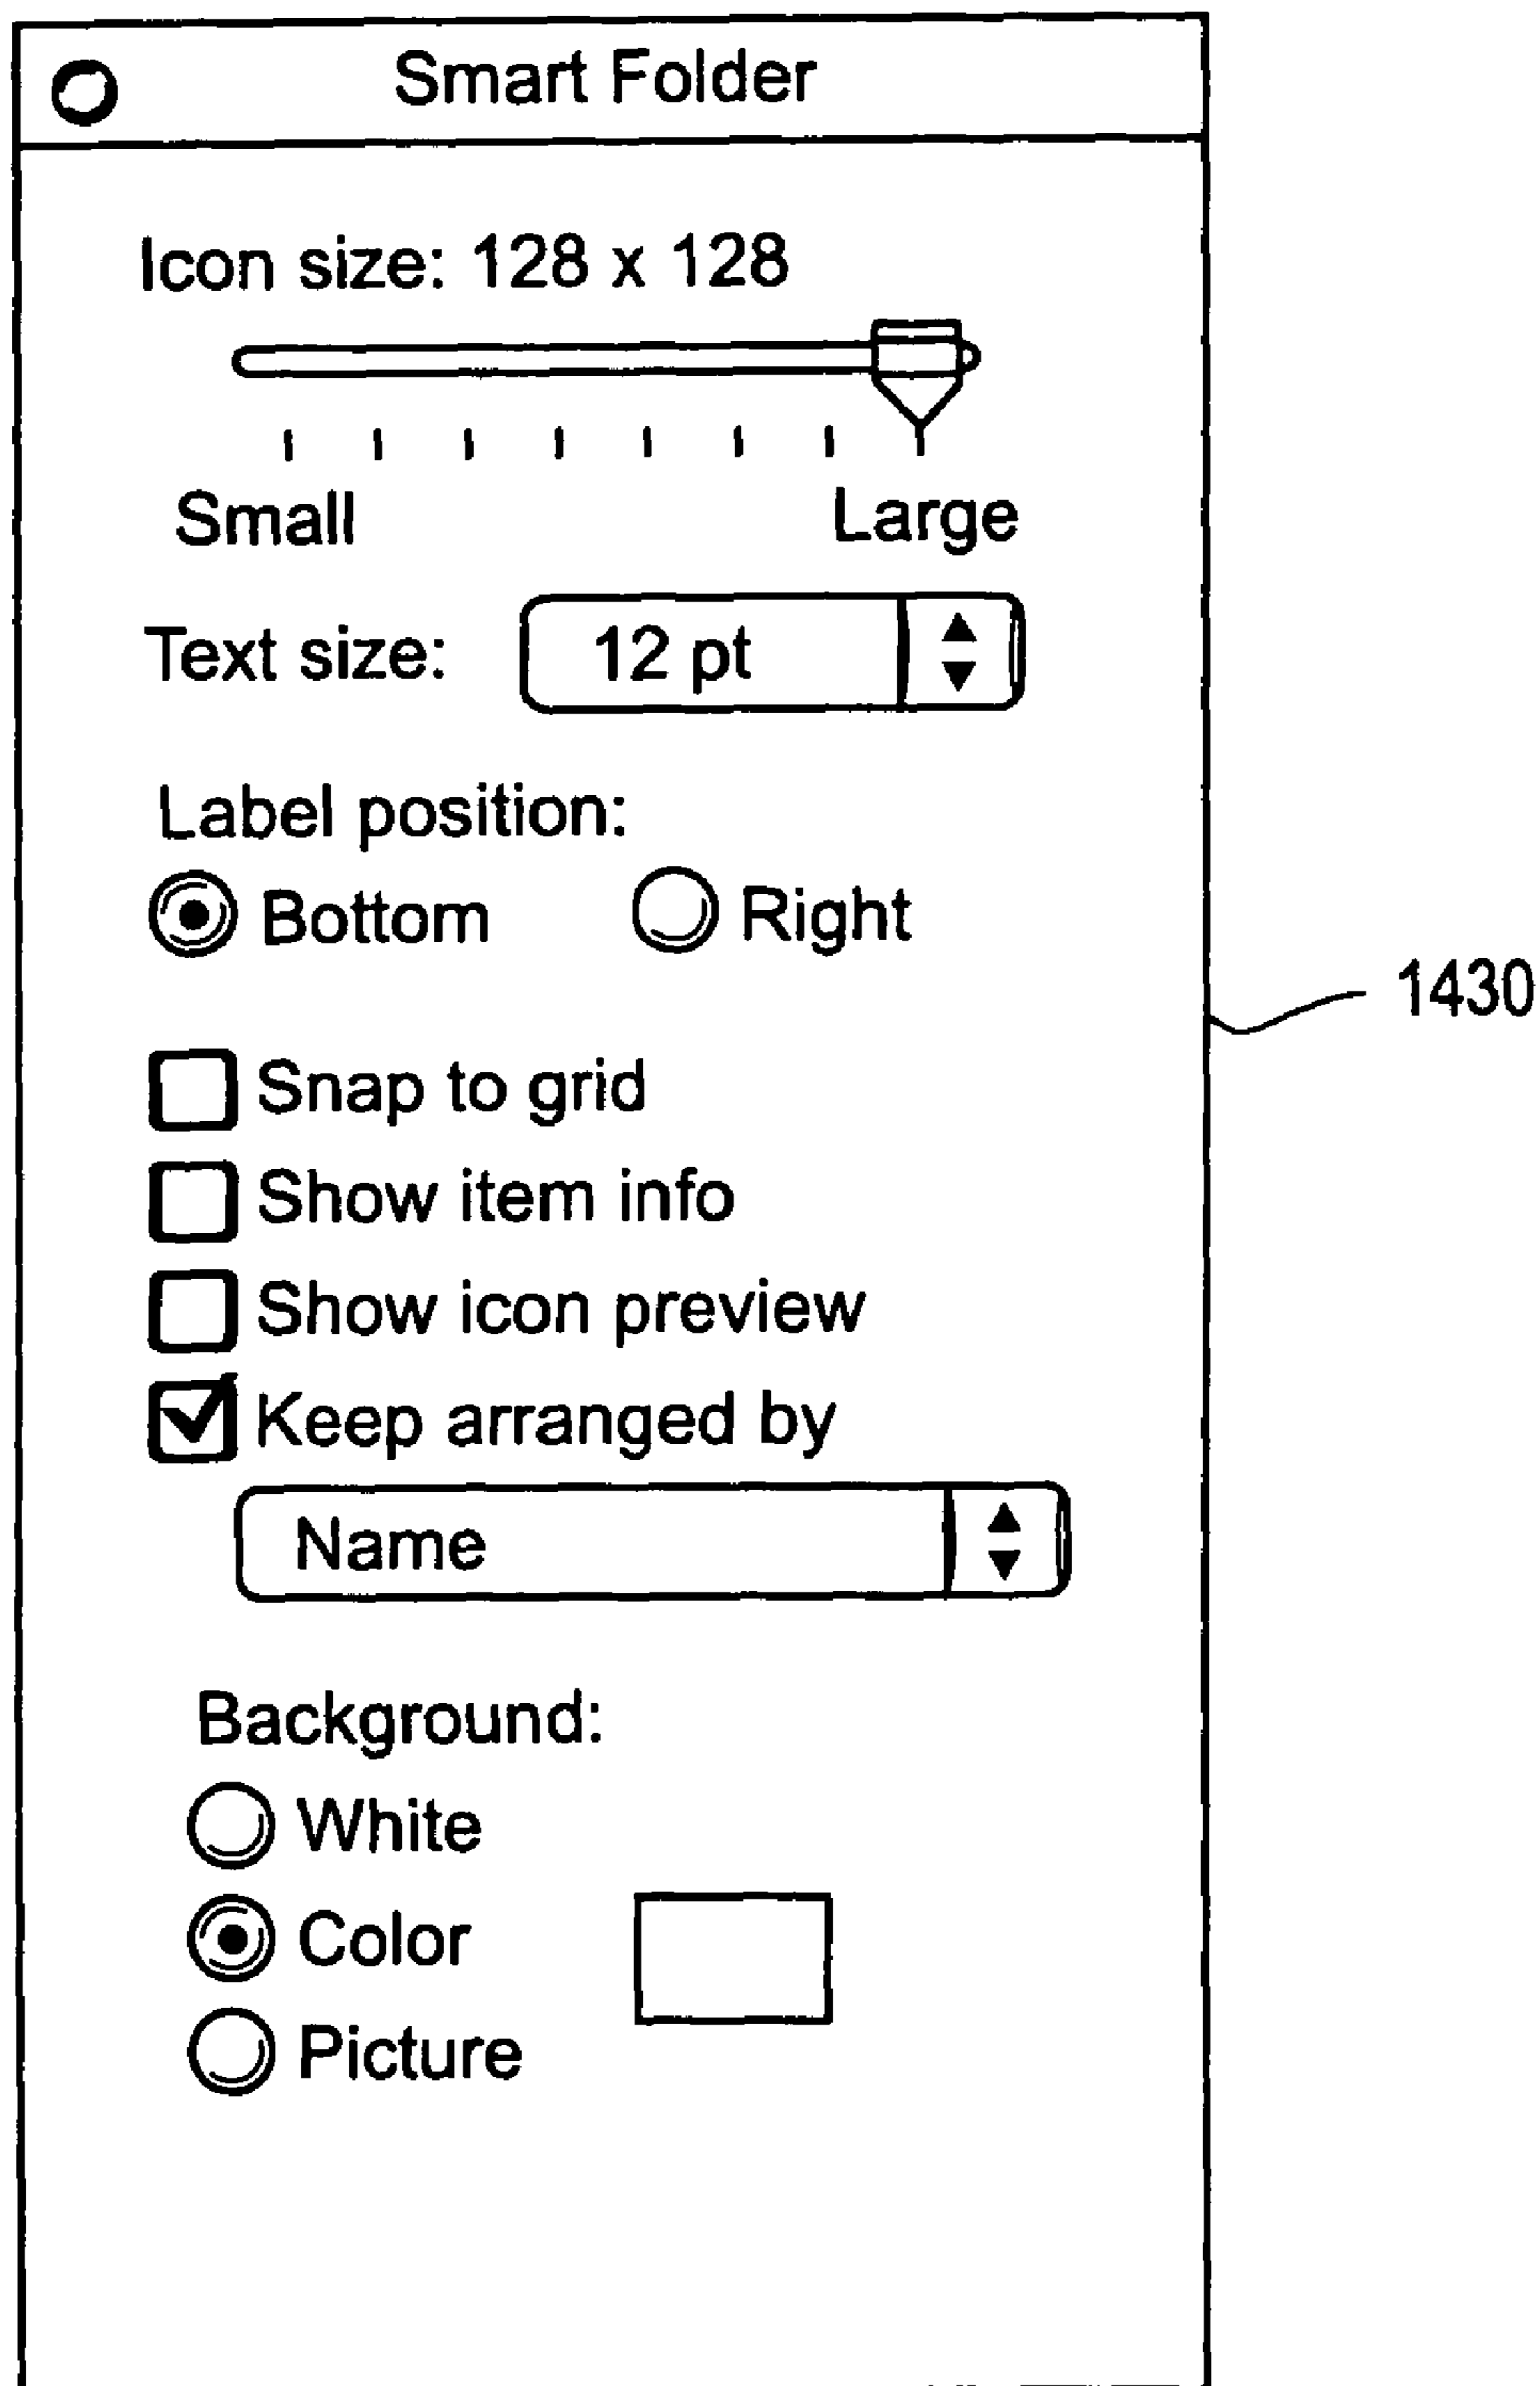 Smart Folder
Icon size: 128 x 128
Small Large
Text size: 12 pt
Label position:
Bottom Right
1430
Snap to grid
Show item info
Show icon preview
Keep arranged by
Name
Background:
White
Color
Picture